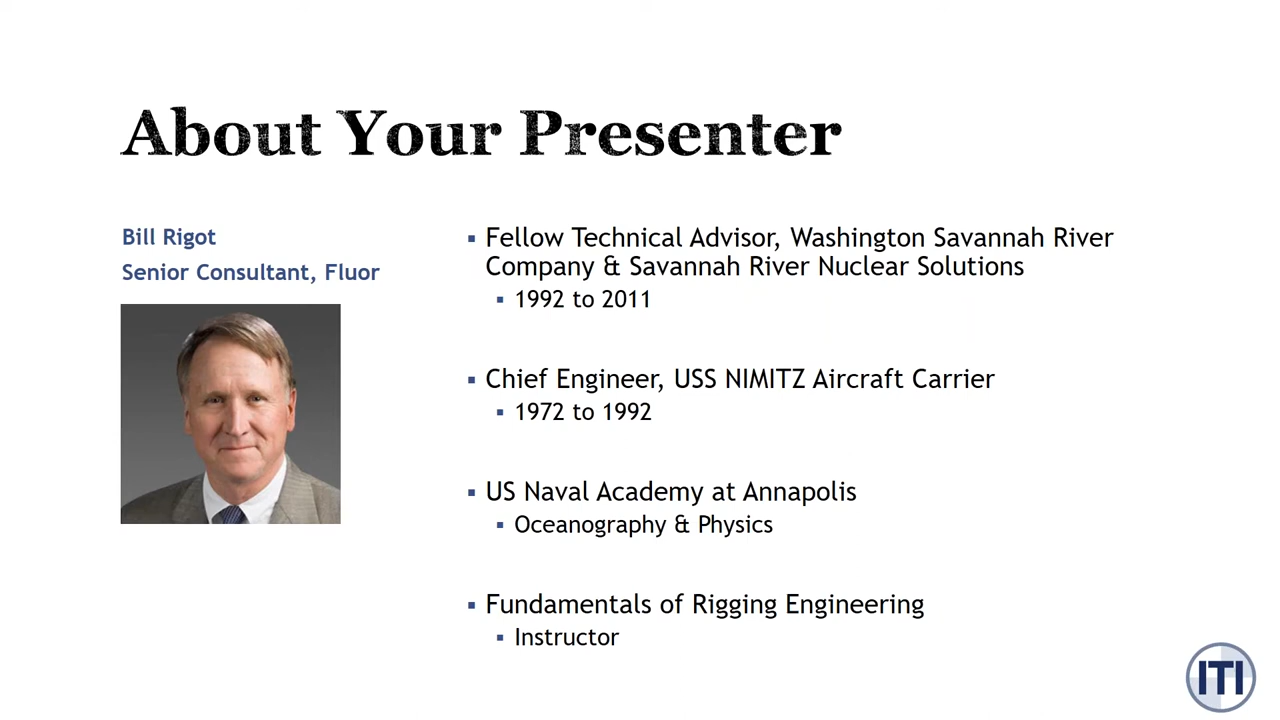 About Your Presenter
Bill Rigot
Senior Consultant, Fluor
▪ Fellow Technical Advisor, Washington Savannah River
Company & Savannah River Nuclear Solutions
▪ 1992 to 2011
▪ Chief Engineer, USS NIMITZ Aircraft Carrier
▪ 1972 to 1992
▪ US Naval Academy at Annapolis
▪ Oceanography & Physics
▪ Fundamentals of Rigging Engineering
▪ Instructor
ITI